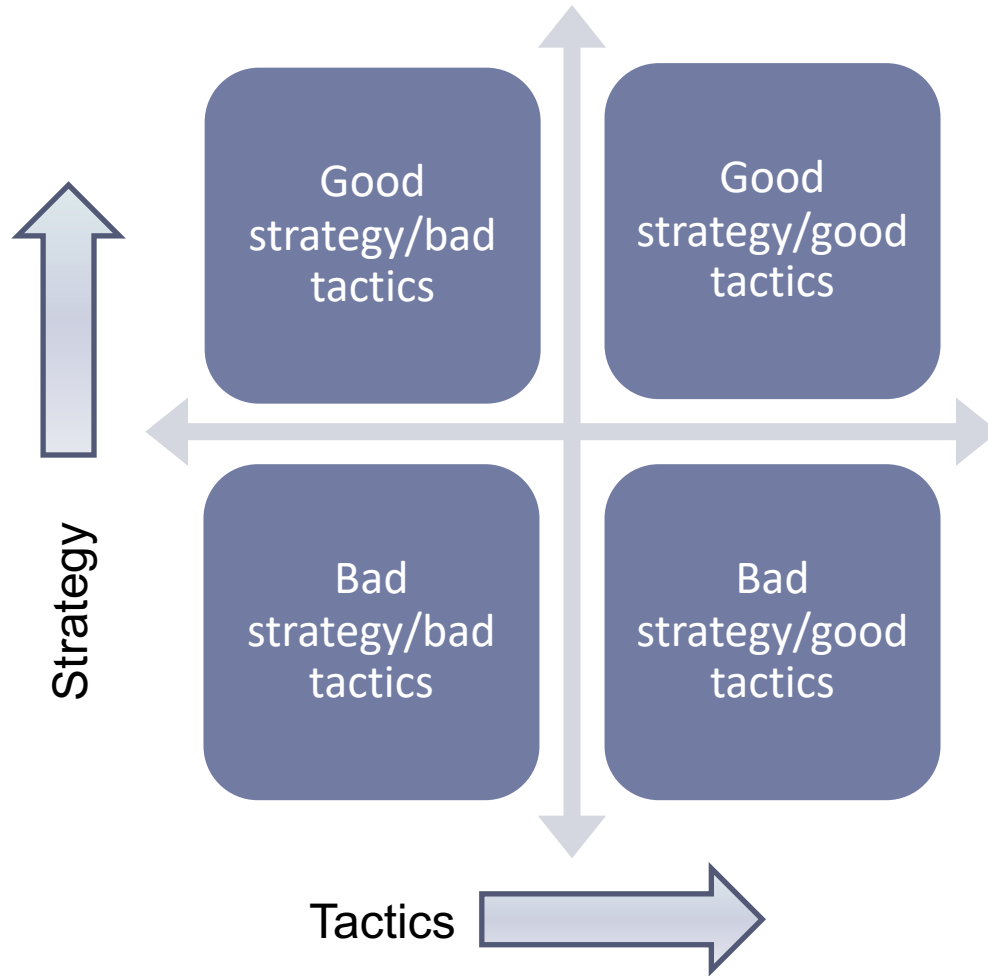 Good
strategy/bad
tactics
Good
strategy/good
tactics
Strategy
Bad
strategy/bad
tactics
Bad
strategy/good
tactics
Tactics